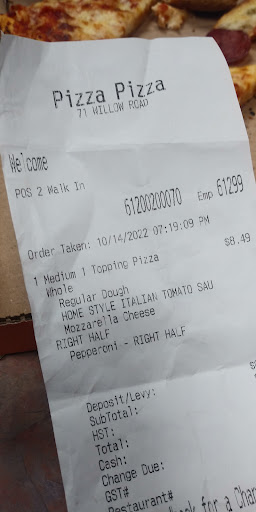 Pizza Pizza
71 WILLOW ROAD
Welcome
POS 2 Walk In
61200200070 Emp 61299
Order Taken: 10/14/2022 07:19:09 PM
1 Medium 1 Topping Pizza $8.49
Whole
Regular Dough
HOME STYLE ITALIAN TOMATO SAU
Mozzarella Cheese
RIGHT HALF
Pepperoni - RIGHT HALF
Deposit/Levy:
SubTotal:
HST:
Total:
Cash:
Change Due:
GST#
Restaurant#
for a Chan